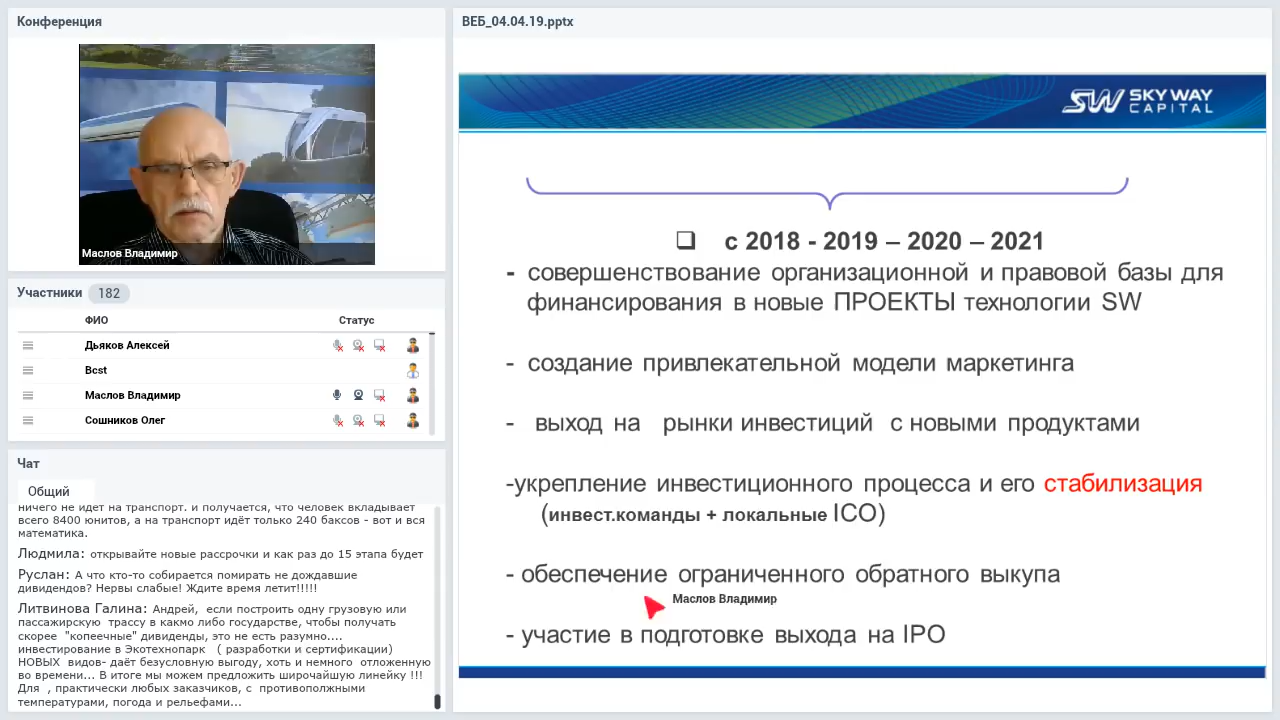 Конференция
Маслов Владимир
Участники 182
ФИО Статус
Дьяков Алексей
Bcst
Маслов Владимир
Сошников Олег
Чат
Общий
ничего не идёт на транспорт. и получается, что человек вкладывает
всего 8400 юнитов, а на транспорт идёт только 240 баксов - вот и вся
математика.
Людмила: открывайте новые рассрочки и как раз до 15 этапа будет
Руслан: А что кто-то собирается помирать не дождавшие
дивидендов? Нервы слабые! Ждите время летит!!!!!
Литвинова Галина: Андрей, если построить одну грузовую или
пассажирскую трассу в какмо либо государстве, чтобы получать
скорее "копеечные" дивиденды, это не есть разумно....
инвестирование в Экотехнопарк ( разработки и сертификации)
НОВЫХ видов- даёт безусловную выгоду, хоть и немного отложенную
во времени... В итоге мы можем предложить широчайшую линейку !!!
Для , практически любых заказчиков, с противоположными
температурами, погода и рельефами...
ВЕБ_04.04.19.pptx
SW SKY WAY
CAPITAL
❑ с 2018 - 2019 – 2020 – 2021
- совершенствование организационной и правовой базы для
финансирования в новые ПРОЕКТЫ технологии SW
- создание привлекательной модели маркетинга
- выход на рынки инвестиций с новыми продуктами
-укрепление инвестиционного процесса и его стабилизация
(инвест.команды + локальные ICO)
- обеспечение ограниченного обратного выкупа
Маслов Владимир
- участие в подготовке выхода на IPO